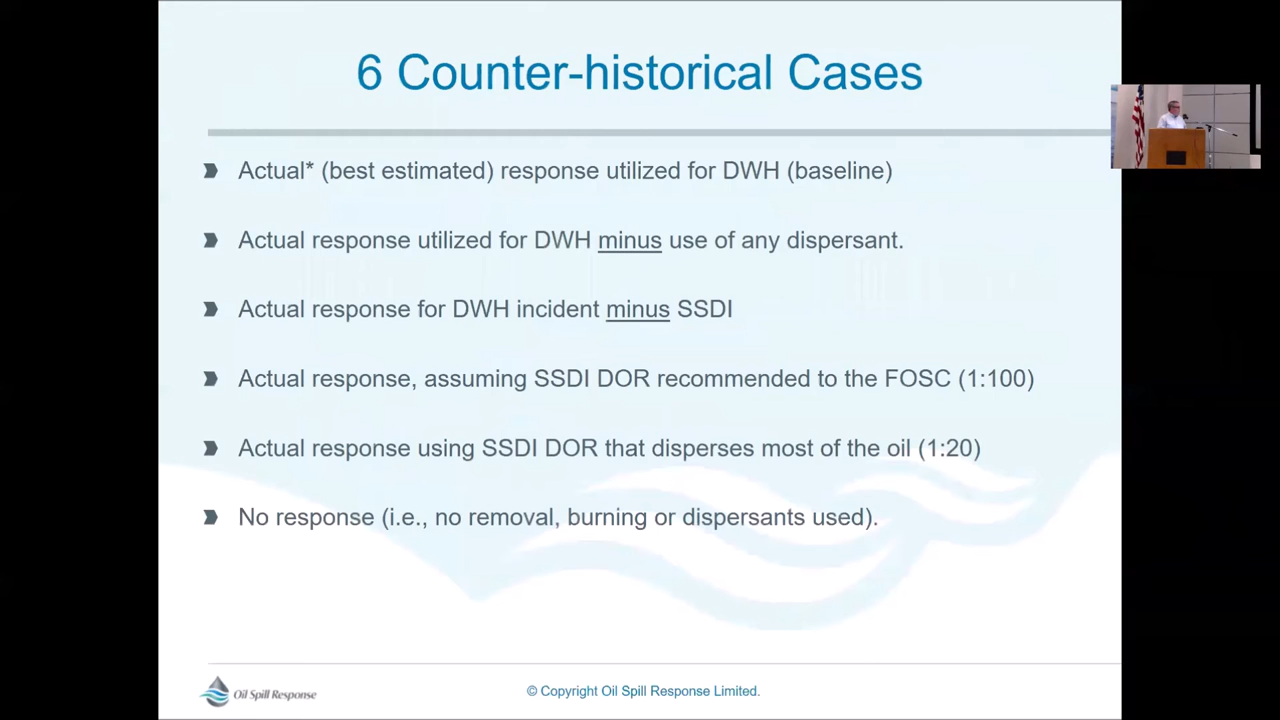 6 Counter-historical Cases
Actual* (best estimated) response utilized for DWH (baseline)
Actual response utilized for DWH minus use of any dispersant.
Actual response for DWH incident minus SSDI
Actual response, assuming SSDI DOR recommended to the FOSC (1:100)
Actual response using SSDI DOR that disperses most of the oil (1:20)
No response (i.e., no removal, burning or dispersants used).
Oil Spill Response
© Copyright Oil Spill Response Limited.